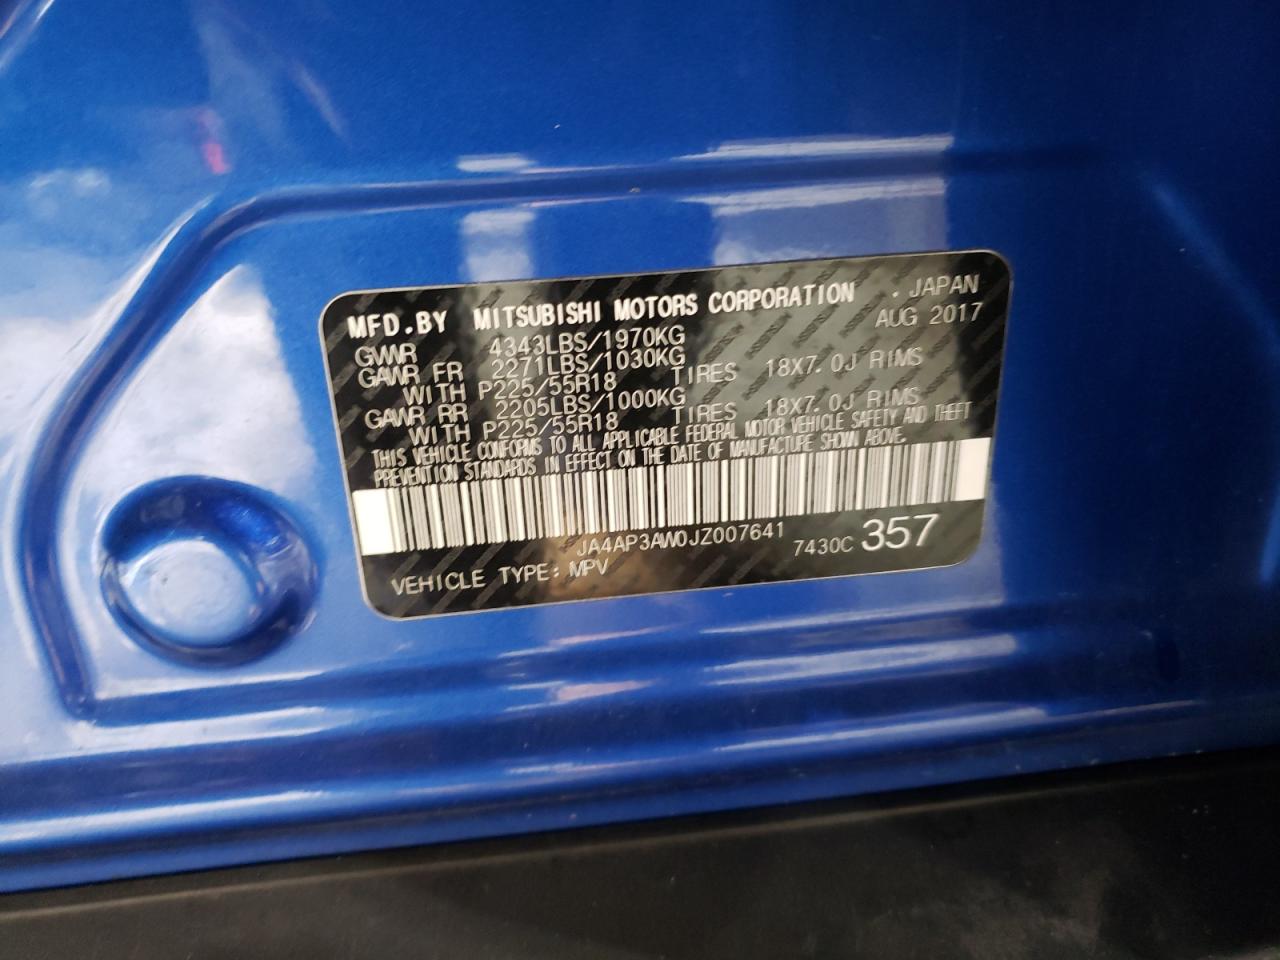 MFD.BY MITSUBISHI MOTORS CORPORATION . JAPAN
AUG 2017
GVWR 4343LBS/1970KG
GAWR FR 2271LBS/1030KG
WITH P225/55R18 TIRES 18X7.0J RIMS
GAWR RR 2205LBS/1000KG
WITH P225/55R18 TIRES 18X7.0J RIMS
THIS VEHICLE CONFORMS TO ALL APPLICABLE FEDERAL MOTOR VEHICLE SAFETY AND THEFT
PREVENTION STANDARDS IN EFFECT ON THE DATE OF MANUFACTURE SHOWN ABOVE.
JA4AP3AW0JZ007641 7430C 357
VEHICLE TYPE: MPV